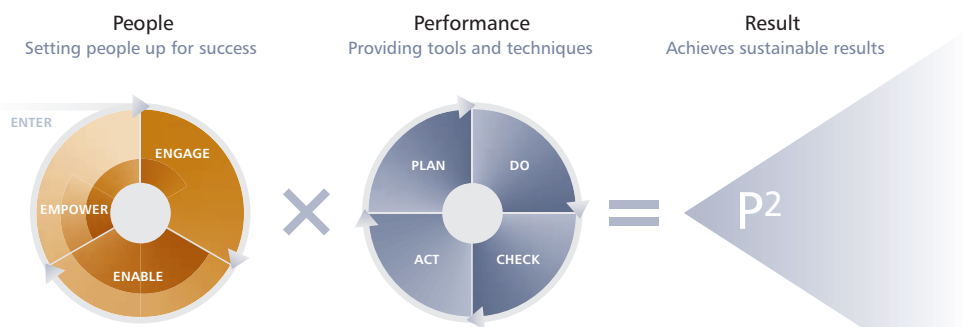 People
Setting people up for success
Performance
Providing tools and techniques
Result
Achieves sustainable results
ENTER
ENGAGE
EMPOWER
ENABLE
PLAN
DO
ACT
CHECK
×
=
P²